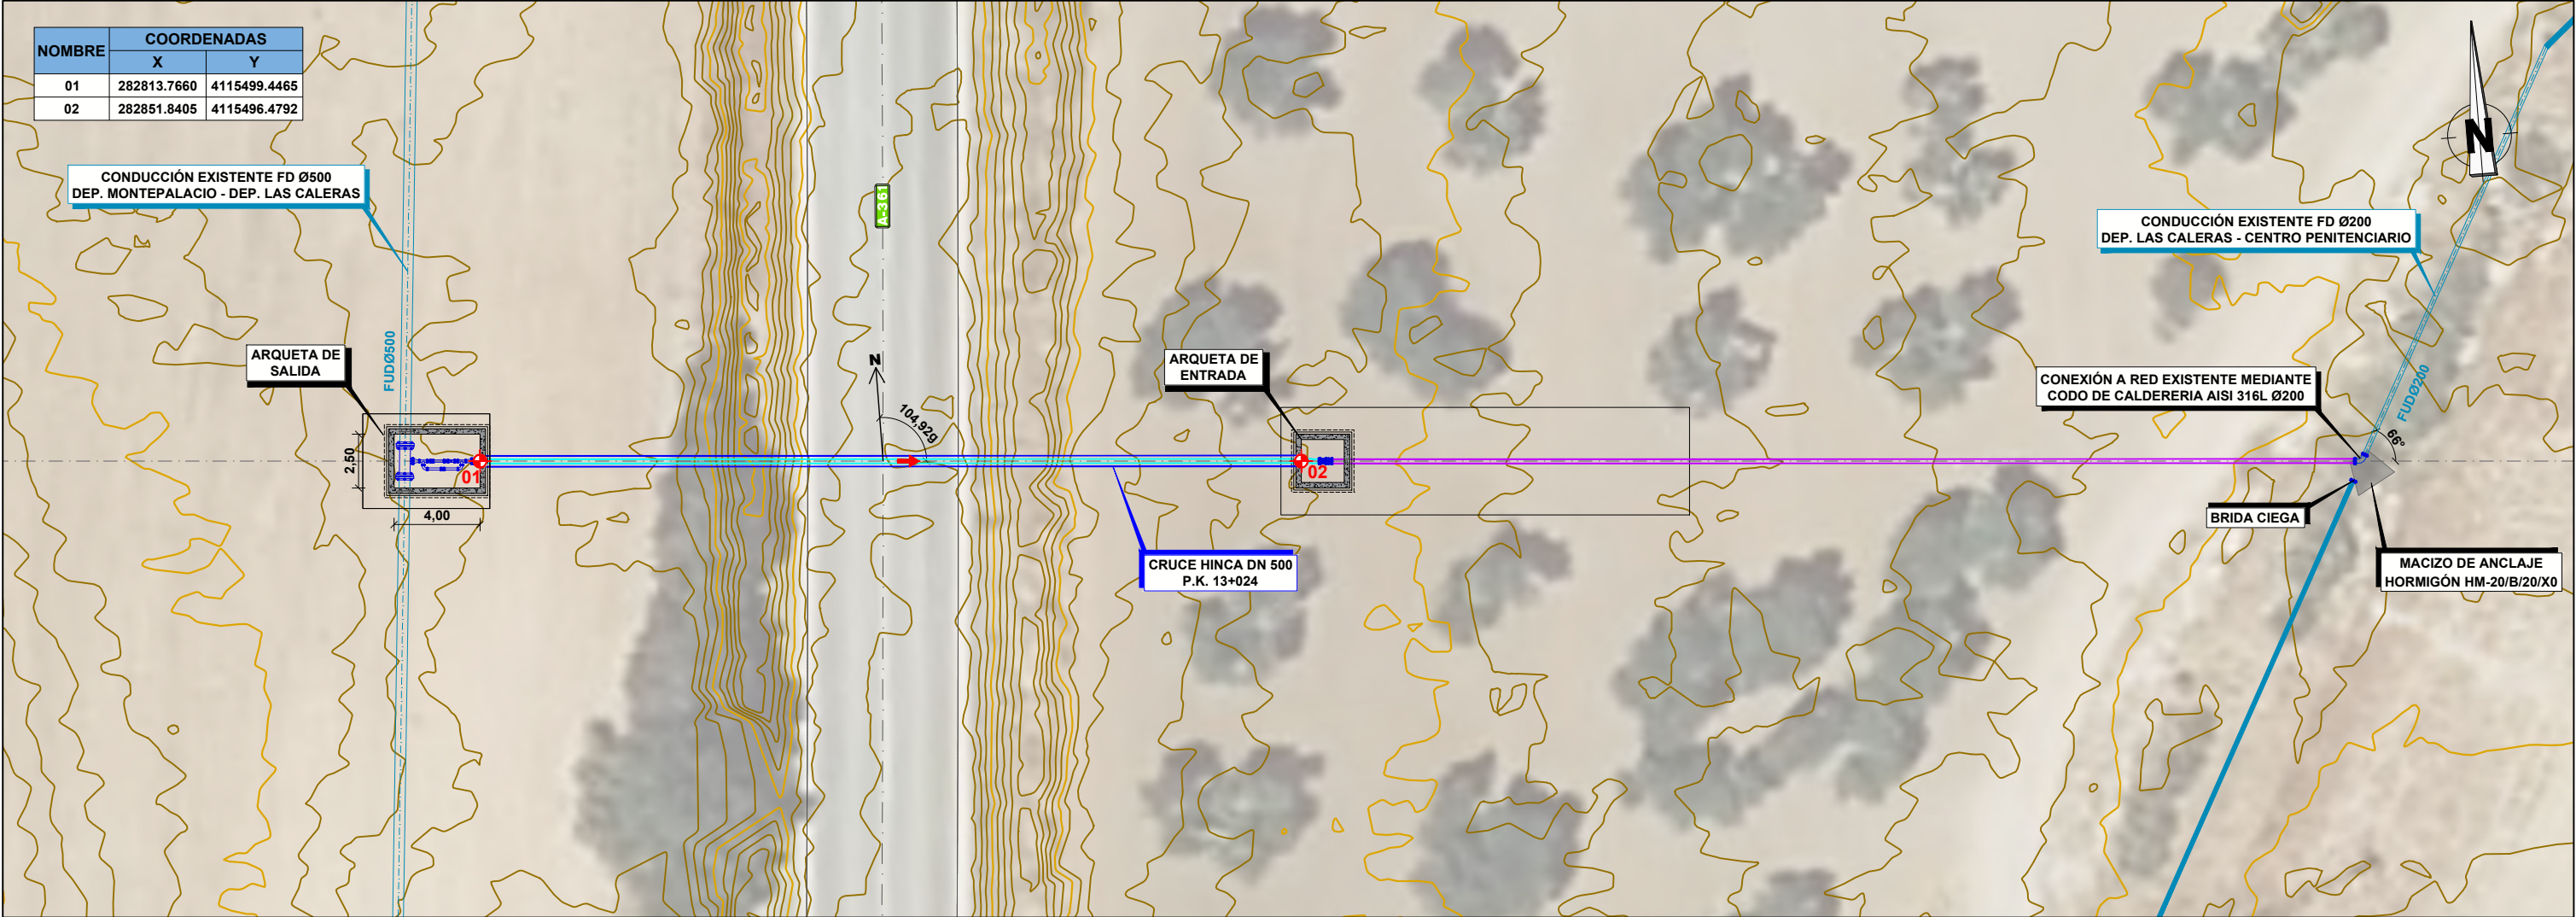 NOMBRE
COORDENADAS
X
Y
01
282813.7660
4115499.4465
02
282851.8405
4115496.4792
CONDUCCIÓN EXISTENTE FD Ø500
DEP. MONTEPALACIO - DEP. LAS CALERAS
A-361
N
CONDUCCIÓN EXISTENTE FD Ø200
DEP. LAS CALERAS - CENTRO PENITENCIARIO
FUDØ500
ARQUETA DE
SALIDA
N
104,92g
ARQUETA DE
ENTRADA
CONEXIÓN A RED EXISTENTE MEDIANTE
CODO DE CALDERERIA AISI 316L Ø200
FUDØ200
66°
2,50
01
02
4,00
BRIDA CIEGA
CRUCE HINCA DN 500
P.K. 13+024
MACIZO DE ANCLAJE
HORMIGÓN HM-20/B/20/X0